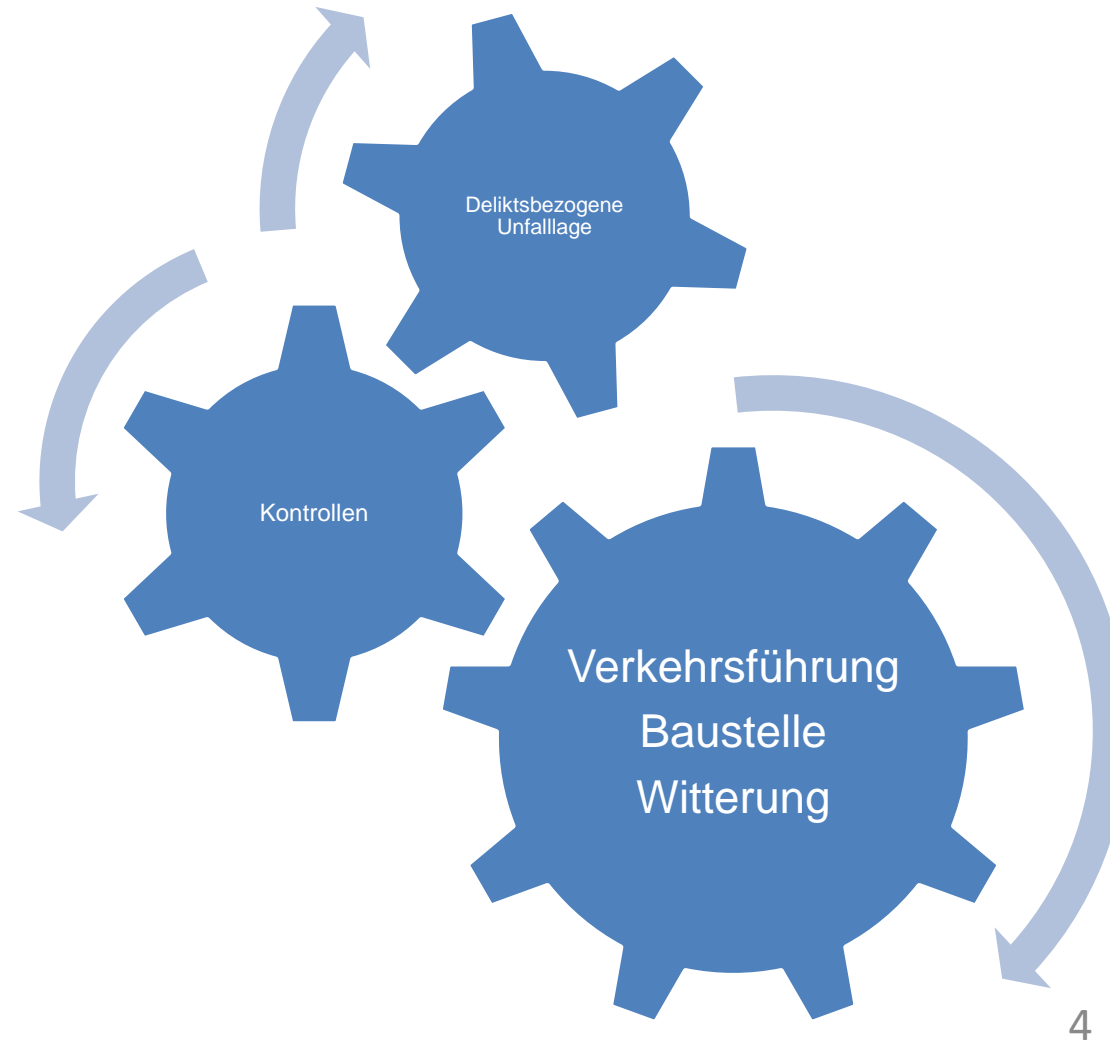 Deliktsbezogene
Unfalllage
Kontrollen
Verkehrsführung
Baustelle
Witterung
4